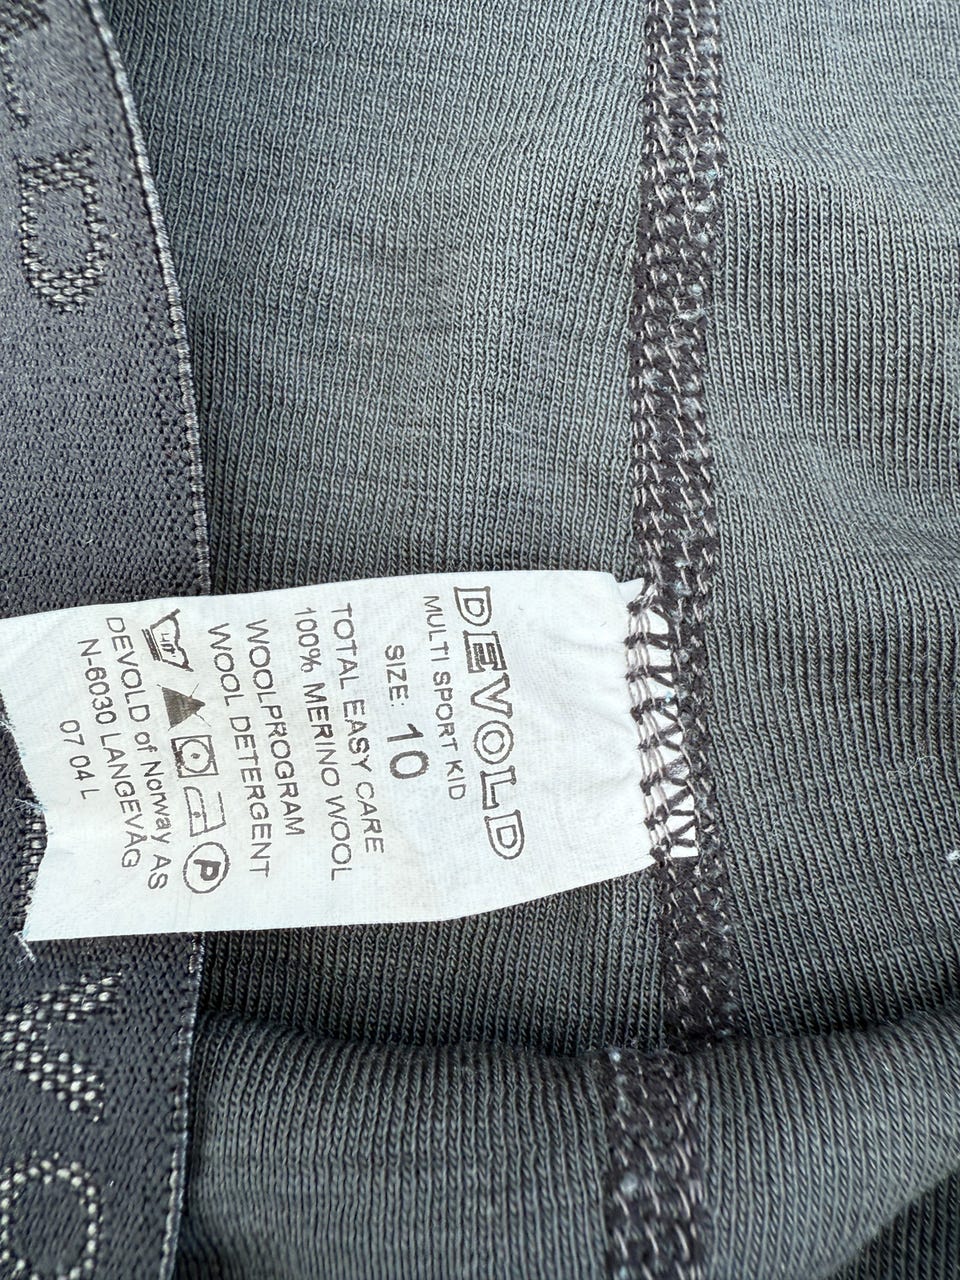 DEVOLD
MULTI SPORT KID
SIZE: 10
TOTAL EASY CARE
100% MERINO WOOL
WOOLPROGRAM
WOOL DETERGENT
P
DEVOLD of Norway AS
N-6030 LANGEVÅG
07 04 L